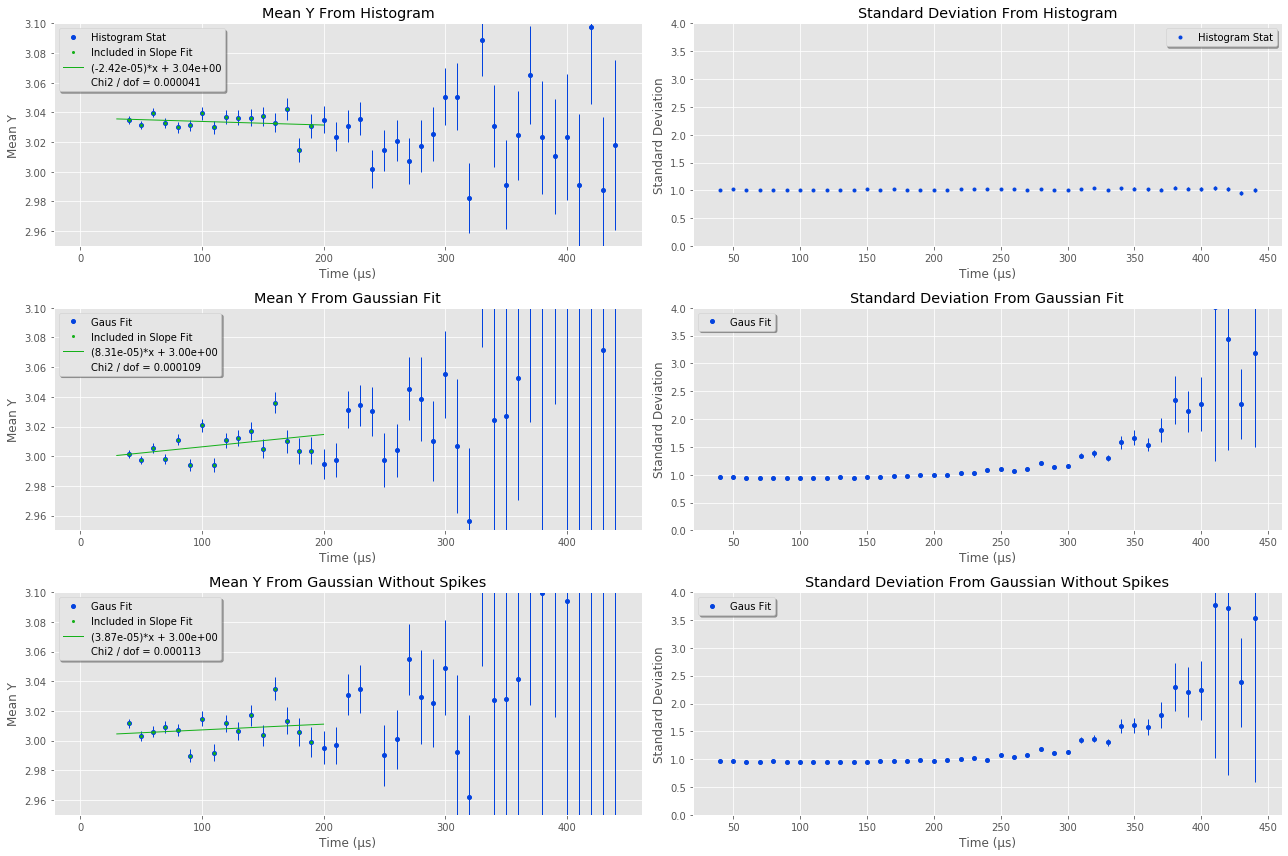 Mean Y From Histogram
Mean Y
3.10
3.08
3.06
3.04
3.02
3.00
2.98
2.96
Histogram Stat
Included in Slope Fit
(-2.42e-05)*x + 3.04e+00
Chi2 / dof = 0.000041
0 100 200 300 400
Time (µs)
Standard Deviation From Histogram
Standard Deviation
4.0
3.5
3.0
2.5
2.0
1.5
1.0
0.5
0.0
Histogram Stat
50 100 150 200 250 300 350 400 450
Time (µs)
Mean Y From Gaussian Fit
Mean Y
3.10
3.08
3.06
3.04
3.02
3.00
2.98
2.96
Gaus Fit
Included in Slope Fit
(8.31e-05)*x + 3.00e+00
Chi2 / dof = 0.000109
0 100 200 300 400
Time (µs)
Standard Deviation From Gaussian Fit
Standard Deviation
4.0
3.5
3.0
2.5
2.0
1.5
1.0
0.5
0.0
Gaus Fit
50 100 150 200 250 300 350 400 450
Time (µs)
Mean Y From Gaussian Without Spikes
Mean Y
3.10
3.08
3.06
3.04
3.02
3.00
2.98
2.96
Gaus Fit
Included in Slope Fit
(3.87e-05)*x + 3.00e+00
Chi2 / dof = 0.000113
0 100 200 300 400
Time (µs)
Standard Deviation From Gaussian Without Spikes
Standard Deviation
4.0
3.5
3.0
2.5
2.0
1.5
1.0
0.5
0.0
Gaus Fit
50 100 150 200 250 300 350 400 450
Time (µs)